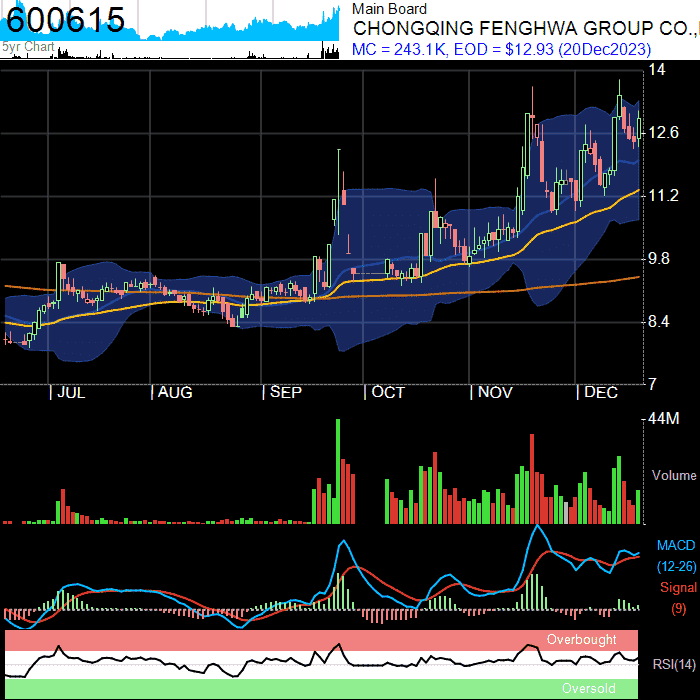 600615
5yr Chart
Main Board
CHONGQING FENGHWA GROUP CO.,
MC = 243.1K, EOD = $12.93 (20Dec2023)
14
12.6
11.2
9.8
8.4
7
| JUL | AUG | SEP | OCT | NOV | DEC
44M
Volume
MACD
(12-26)
Signal
(9)
Overbought
RSI(14)
Oversold